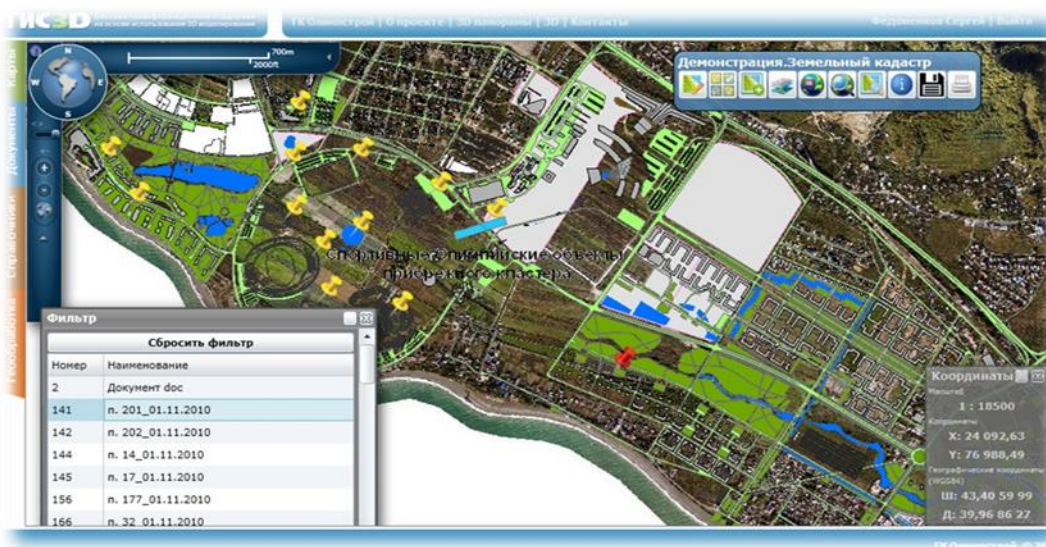 ГИС3D
ГК Олимпстрой | О проекте | 3D панорамы | 3D | Контакты
Федоненков Сергей | Выйти
Карты
Документы
Справочники
N
W
E
S
700m
2000ft
Демонстрация.Земельный кадастр
Спортивные Олимпийские объекты
прибрежного кластера
Фильтр
Сбросить фильтр
Номер Наименование
2 Документ doc
141 п. 201_01.11.2010
142 п. 202_01.11.2010
144 п. 14_01.11.2010
145 п. 17_01.11.2010
156 п. 177_01.11.2010
166 п. 32_01.11.2010
Координаты
Масштаб
1 : 18500
Координаты
X: 24 092,63
Y: 76 988,49
Географические координаты
(WGS84)
Ш: 43,40 59 99
Д: 39,96 86 27